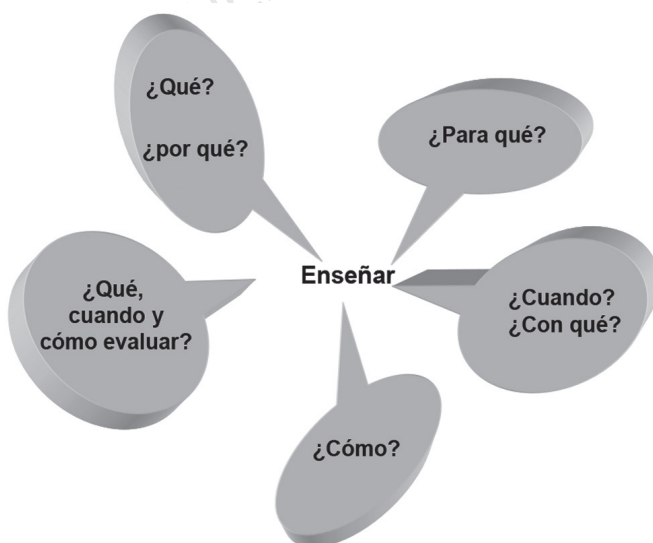 ¿Qué?
¿por qué?
¿Para qué?
Enseñar
¿Qué,
cuando y
cómo evaluar?
¿Cuando?
¿Con qué?
¿Cómo?